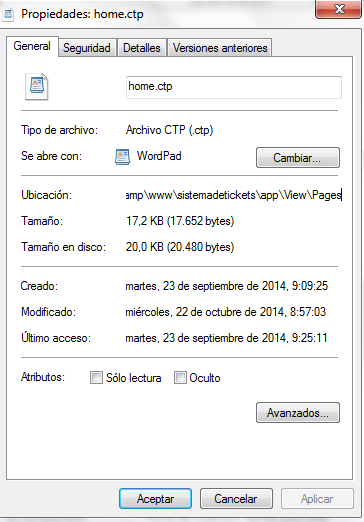 Propiedades: home.ctp
General Seguridad Detalles Versiones anteriores
home.ctp
Tipo de archivo: Archivo CTP (.ctp)
Se abre con: WordPad Cambiar...
Ubicación: amp\www\sistemadetickets\app\View\Pages
Tamaño: 17,2 KB (17.652 bytes)
Tamaño en disco: 20,0 KB (20.480 bytes)
Creado: martes, 23 de septiembre de 2014, 9:09:25
Modificado: miércoles, 22 de octubre de 2014, 8:57:03
Último acceso: martes, 23 de septiembre de 2014, 9:25:11
Atributos: Sólo lectura Oculto
Avanzados...
Aceptar Cancelar Aplicar